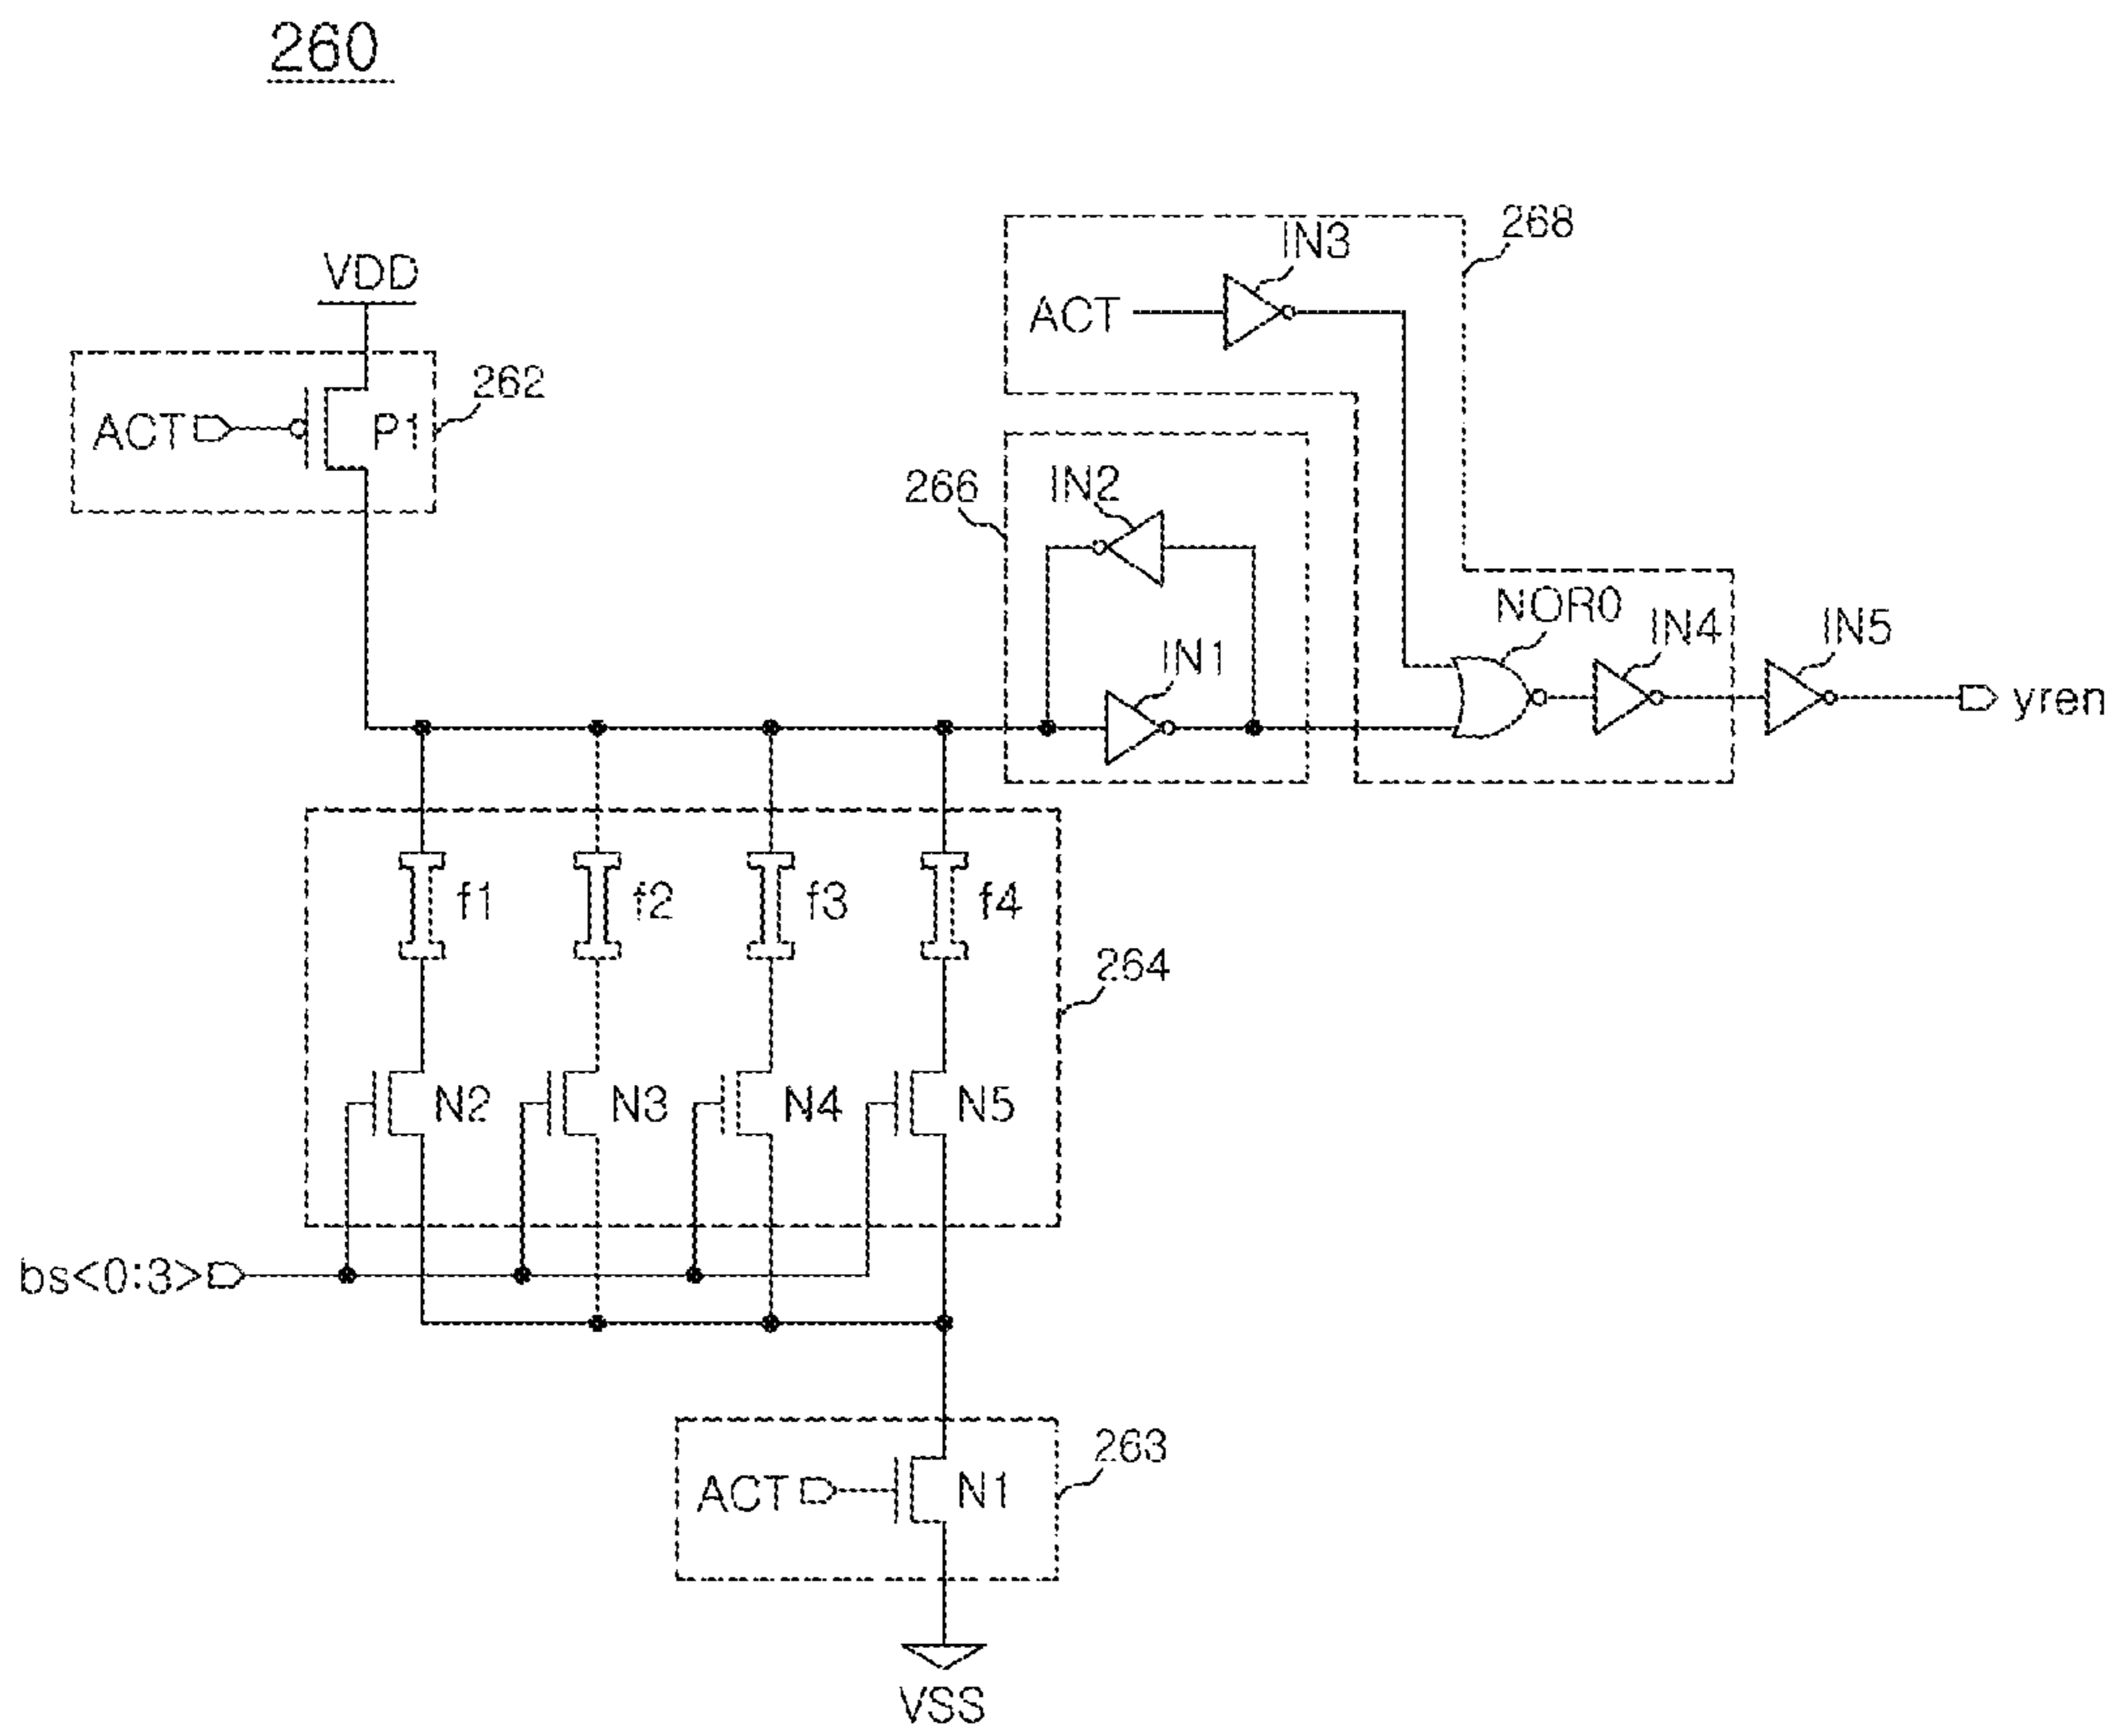 260
268
IN3
VDD
ACT
262
ACT
P1
266
IN2
NOR0
IN4
IN5
IN1
yren
f1
f2
f3
f4
264
N2
N3
N4
N5
bs<0:3>
263
ACT
N1
VSS